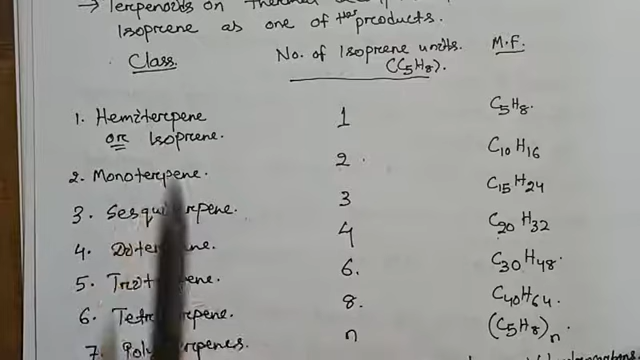 → Terpenoids on Thermal
Isoprene as one of the products.
Class. No. of Isoprene units. (C5H8). M.F.
1. Hemiterpene or Isoprene. 1 C5H8.
2. Monoterpene. 2. C10H16
3. Sesquiterpene. 3 C15H24
4. Diterpene. 4 C20H32
5. Triterpene. 6. C30H48.
6. Tetraterpene. 8. C40H64.
7. Polyterpenes. n (C5H8)n